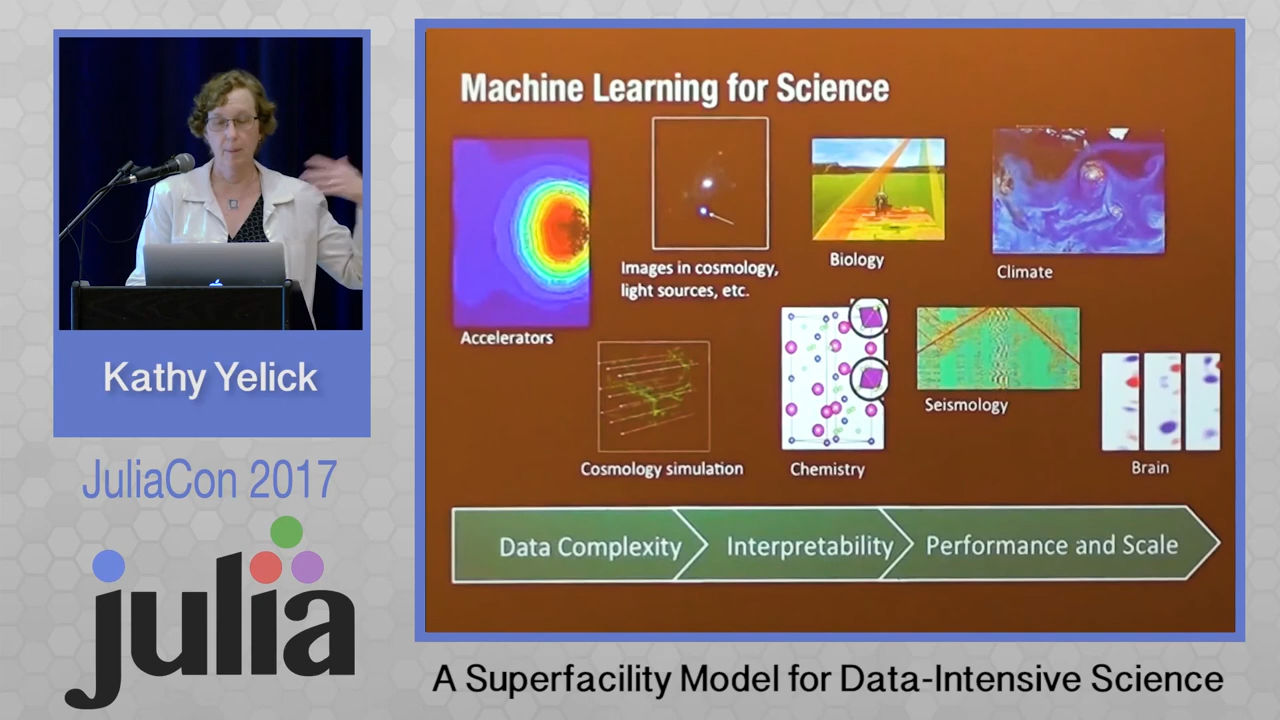 Kathy Yelick
JuliaCon 2017
julia
Machine Learning for Science
Accelerators
Images in cosmology,
light sources, etc.
Biology
Climate
Cosmology simulation
Chemistry
Seismology
Brain
Data Complexity
Interpretability
Performance and Scale
A Superfacility Model for Data-Intensive Science